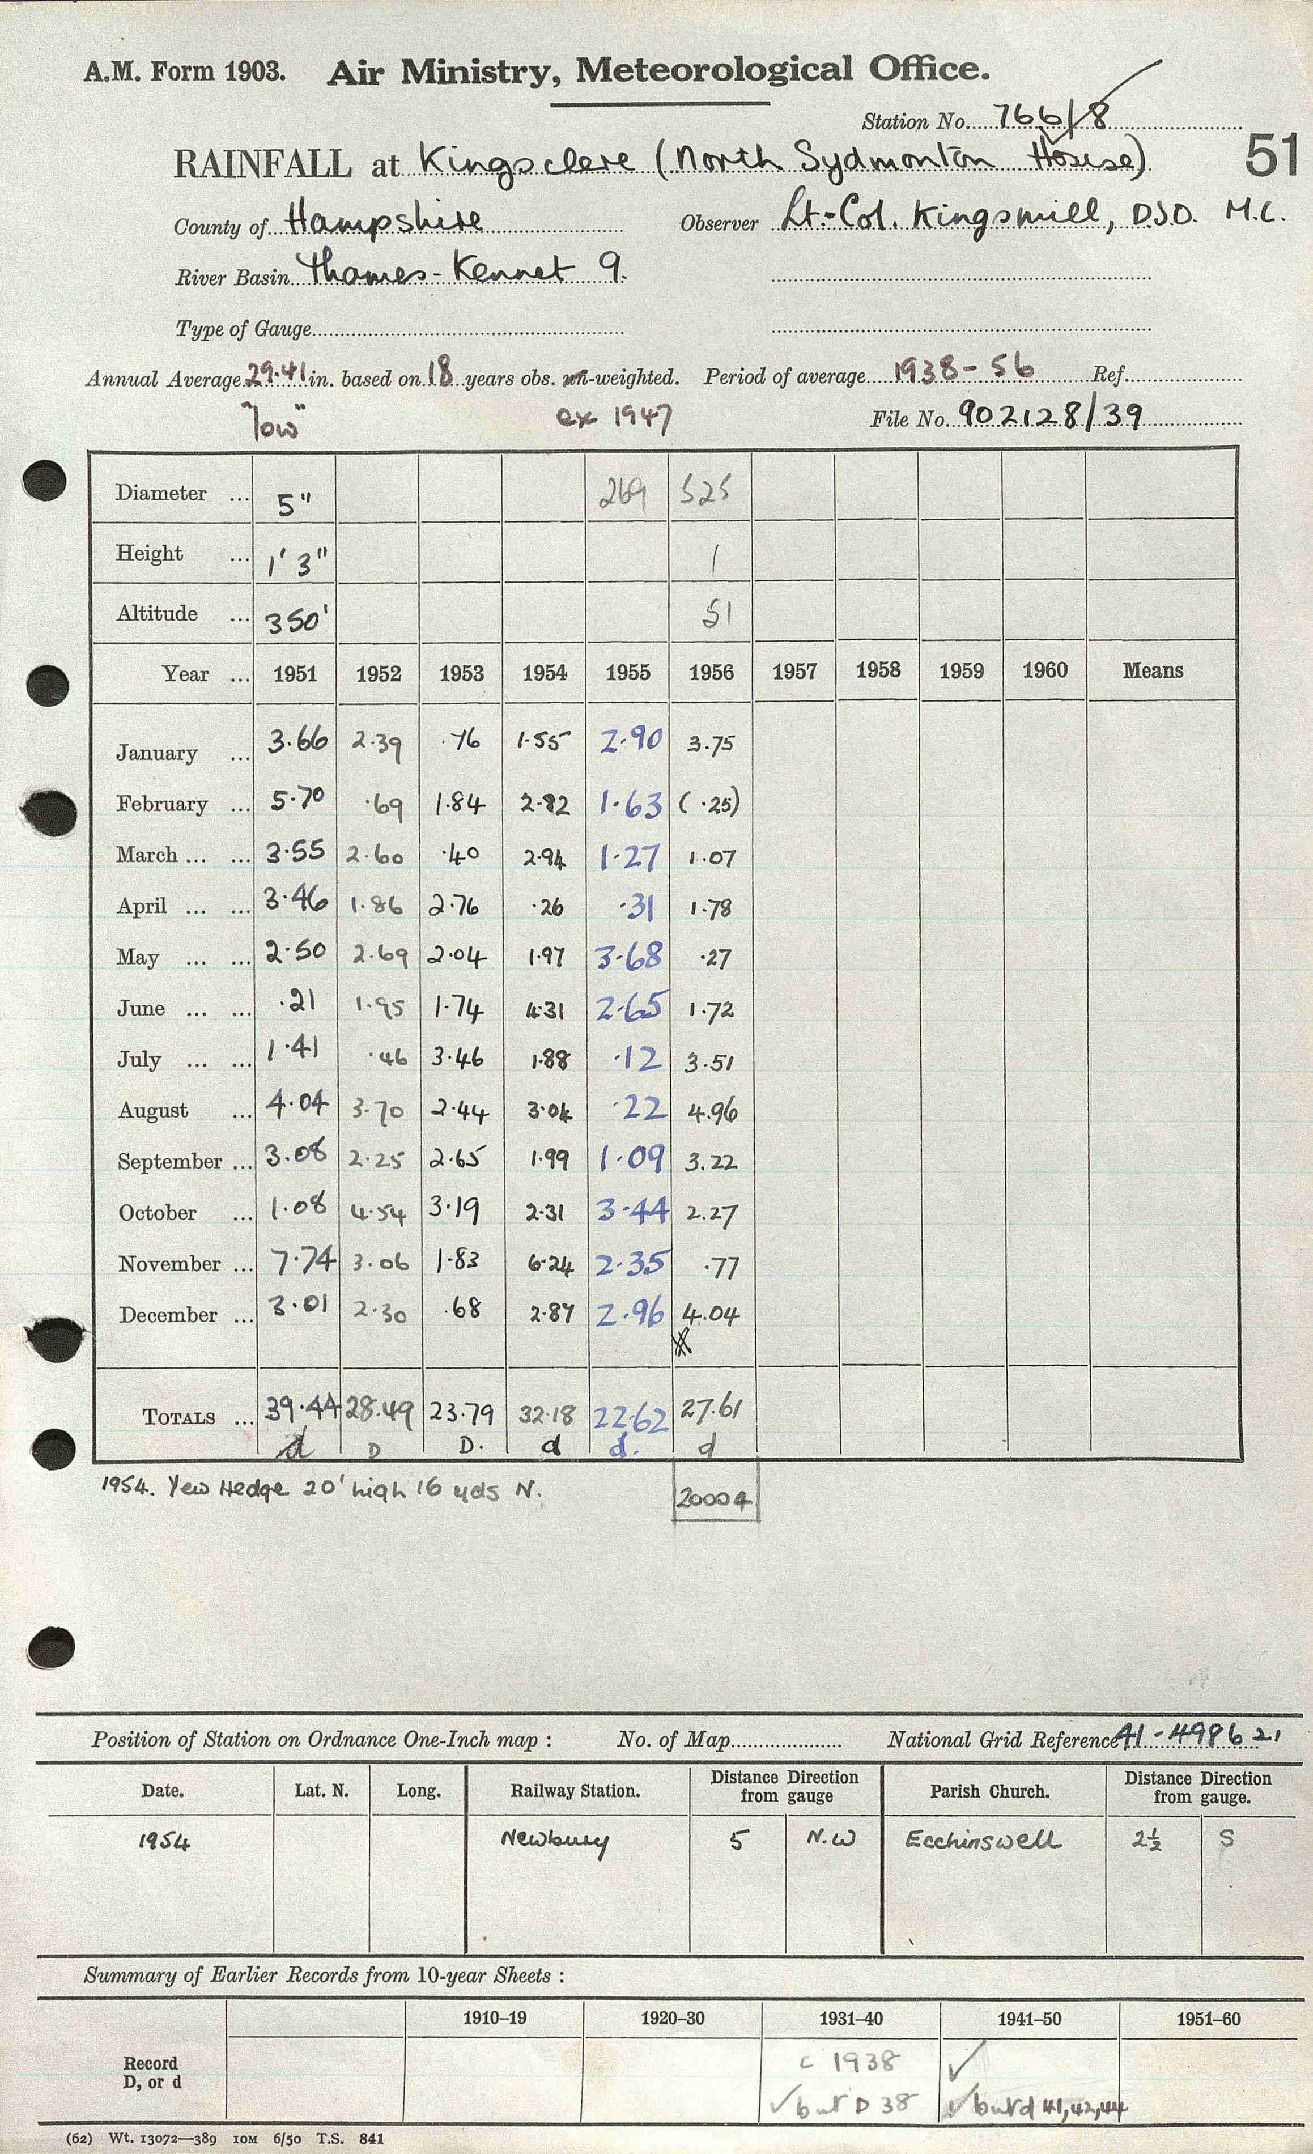 A.M. Form 1903. Air Ministry, Meteorological Office.
Station No. 766/8
RAINFALL at Kingsclere (North Sydmonton House) 51
County of Hampshire Observer Lt.-Col. Kingsmill, D.S.O. M.C.
River Basin Thames-Kennet 9.
Type of Gauge
Annual Average 29.41 in. based on 18 years obs. un-weighted. Period of average 1938-56 Ref.
"low" ex 1947 File No. 902128/39
Diameter ... 5" 269 525
Height ... 1' 3" 1
Altitude ... 350' 51
Year ... 1951 1952 1953 1954 1955 1956 1957 1958 1959 1960 Means
January ... 3.66 2.39 .76 1.55 2.90 3.75
February ... 5.70 .69 1.84 2.82 1.63 (.25)
March ... ... 3.55 2.60 .40 2.94 1.27 1.07
April ... ... 3.46 1.86 2.76 .26 .31 1.78
May ... ... 2.50 2.69 2.04 1.97 3.68 .27
June ... ... .21 1.95 1.74 4.31 2.65 1.72
July ... ... 1.41 .46 3.46 1.88 .12 3.51
August ... 4.04 3.70 2.44 3.04 .22 4.96
September ... 3.08 2.25 2.65 1.99 1.09 3.22
October ... 1.08 4.54 3.19 2.31 3.44 2.27
November ... 7.74 3.06 1.83 6.24 2.35 .77
December ... 3.01 2.30 .68 2.87 2.96 4.04
TOTALS ... 39.44 28.49 23.79 32.18 22.62 27.61
d D D. d d. d
1954. Yew Hedge 20' high 16 yds N. 20004
Position of Station on Ordnance One-Inch map : No. of Map National Grid Reference 41-498621
Date. Lat. N. Long. Railway Station. Distance Direction from gauge Parish Church. Distance Direction from gauge.
1954 Newbury 5 N.W Ecchinswell 2½ S
Summary of Earlier Records from 10-year Sheets :
1910–19 1920–30 1931–40 1941–50 1951–60
Record D, or d c 1938 ✓
✓ but D 38 ✓ but d 41,42,44
(62) Wt. 13072—389 10M 6/50 T.S. 841